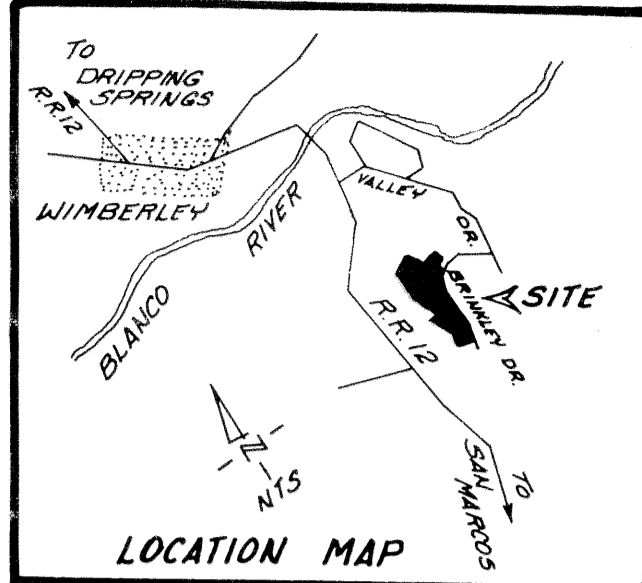 TO
DRIPPING
SPRINGS
R.R.12
WIMBERLEY
BLANCO
RIVER
VALLEY
DR.
BRINKLEY DR.
SITE
R.R.12
N
NTS
TO
SAN
MARCOS
LOCATION MAP